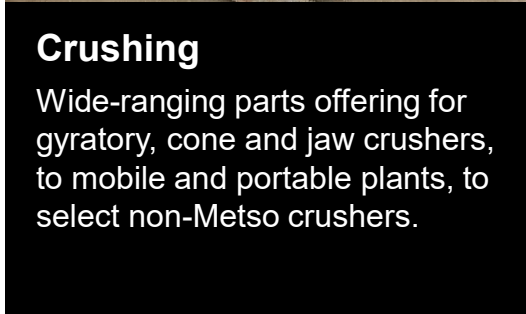 Crushing
Wide-ranging parts offering for
gyratory, cone and jaw crushers,
to mobile and portable plants, to
select non-Metso crushers.